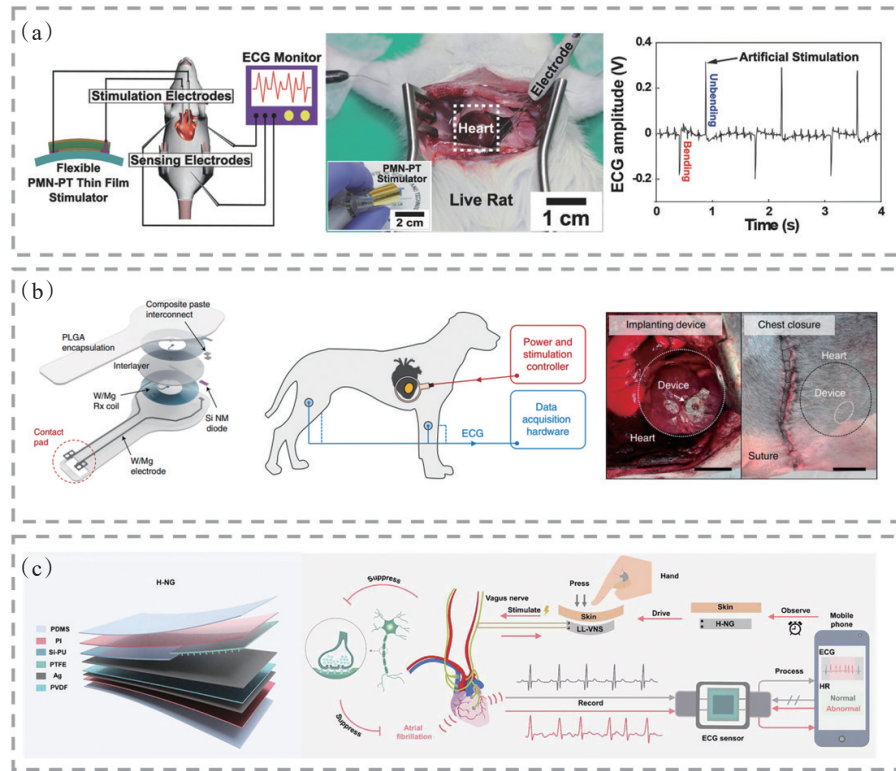 (a)
ECG Monitor
Stimulation Electrodes
Sensing Electrodes
Flexible
PMN-PT Thin Film
Stimulator
Electrode
Heart
PMN-PT
Stimulator
2 cm
Live Rat
1 cm
ECG amplitude (V)
0.4
0.2
0.0
-0.2
Artificial Stimulation
Unbending
Bending
0
1
2
3
4
Time (s)
(b)
Composite paste
interconnect
PLGA
encapsulation
Interlayer
W/Mg
Rx coil
Si NM
diode
Contact
pad
W/Mg
electrode
Power and
stimulation
controller
ECG
Data
acquisition
hardware
Implanting device
Device
Heart
Chest closure
Heart
Device
Suture
(c)
H-NG
PDMS
PI
Si-PU
PTFE
Ag
PVDF
Suppress
Suppress
Atrial
fibrillation
Vagus nerve
Stimulate
Press
Hand
Skin
LL-VNS
Drive
Skin
H-NG
Observe
Mobile
phone
Record
ECG sensor
Process
ECG
HR
Normal
Abnormal